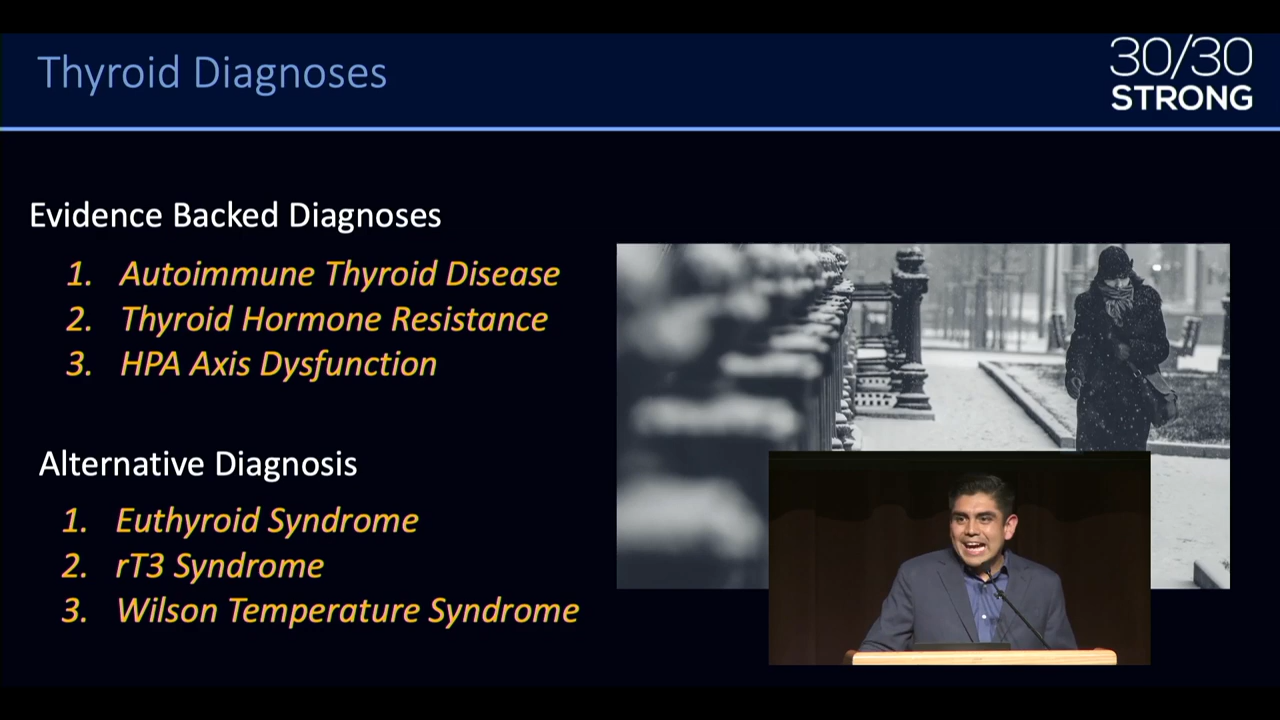 Thyroid Diagnoses
30/30
STRONG
Evidence Backed Diagnoses
1. Autoimmune Thyroid Disease
2. Thyroid Hormone Resistance
3. HPA Axis Dysfunction
Alternative Diagnosis
1. Euthyroid Syndrome
2. rT3 Syndrome
3. Wilson Temperature Syndrome